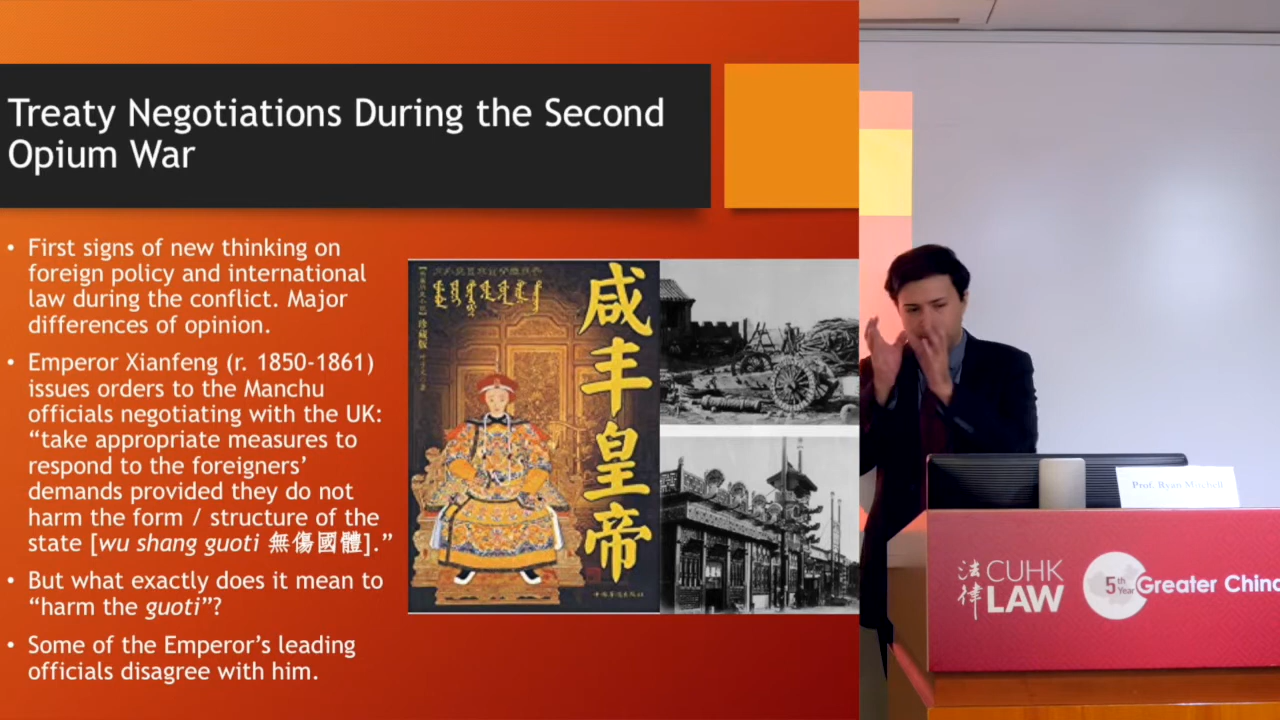 Treaty Negotiations During the Second
Opium War
• First signs of new thinking on
foreign policy and international
law during the conflict. Major
differences of opinion.
• Emperor Xianfeng (r. 1850-1861)
issues orders to the Manchu
officials negotiating with the UK:
“take appropriate measures to
respond to the foreigners’
demands provided they do not
harm the form / structure of the
state [wu shang guoti 無傷國體].”
• But what exactly does it mean to
“harm the guoti”?
• Some of the Emperor’s leading
officials disagree with him.
咸丰皇帝
珍藏版
Prof. Ryan Mitchell
法律
CUHK
LAW
5th
Year
Greater China